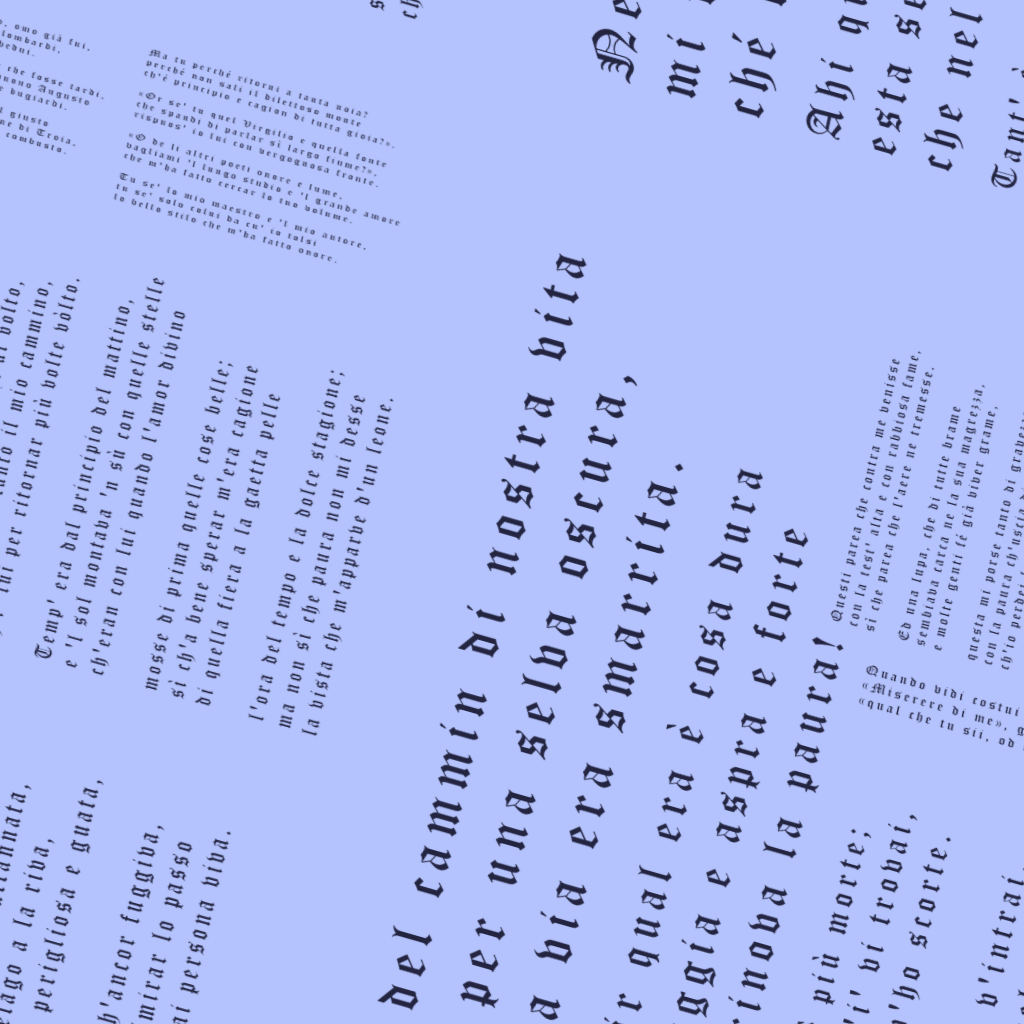 Ne
mi
ché
Ahi qu
esta se
che nel
Tant'
del cammin di nostra vita
per una selva oscura,
a via era smarrita.
r qual era è cosa dura
ggia e aspra e forte
inova la paura!
più morte;
i' vi trovai,
v'ho scorte.
v'intrai,
, omo già fui,
lombardi,
che fosse tardi.
Augusto
bugiardi.
giusto
ne di Troia,
combusto.
Ma tu perché ritorni a tanta noia?
perché non sali il dilettoso monte
ch'è principio e cagion di tutta gioia?».
«Or se' tu quel Virgilio e quella fonte
che spandi di parlar sì largo fiume?»,
rispuos' io lui con vergognosa fronte.
«O de li altri poeti onore e lume,
vagliami 'l lungo studio e 'l grande amore
che m'ha fatto cercar lo tuo volume.
Tu se' lo mio maestro e 'l mio autore,
tu se' solo colui da cu' io tolsi
lo bello stilo che m'ha fatto onore.
volto,
tanto il mio cammino,
fui per ritornar più volte vòlto.
Temp' era dal principio del mattino,
e 'l sol montava 'n sù con quelle stelle
ch'eran con lui quando l'amor divino
mosse di prima quelle cose belle;
sì ch'a bene sperar m'era cagione
di quella fiera a la gaetta pelle
l'ora del tempo e la dolce stagione;
ma non sì che paura non mi desse
la vista che m'apparve d'un leone.
Questi parea che contra me venisse
con la test' alta e con rabbiosa fame,
sì che parea che l'aere ne tremesse.
Ed una lupa, che di tutte brame
sembiava carca ne la sua magrezza,
e molte genti fé già viver grame,
questa mi porse tanto di gravezza
con la paura ch'uscia
ch'io perdei
Quando vidi costui
«Miserere di me», g
«qual che tu sii, od
lago a la riva,
perigliosa e guata,
h'ancor fuggiva,
mirar lo passo
ai persona viva.